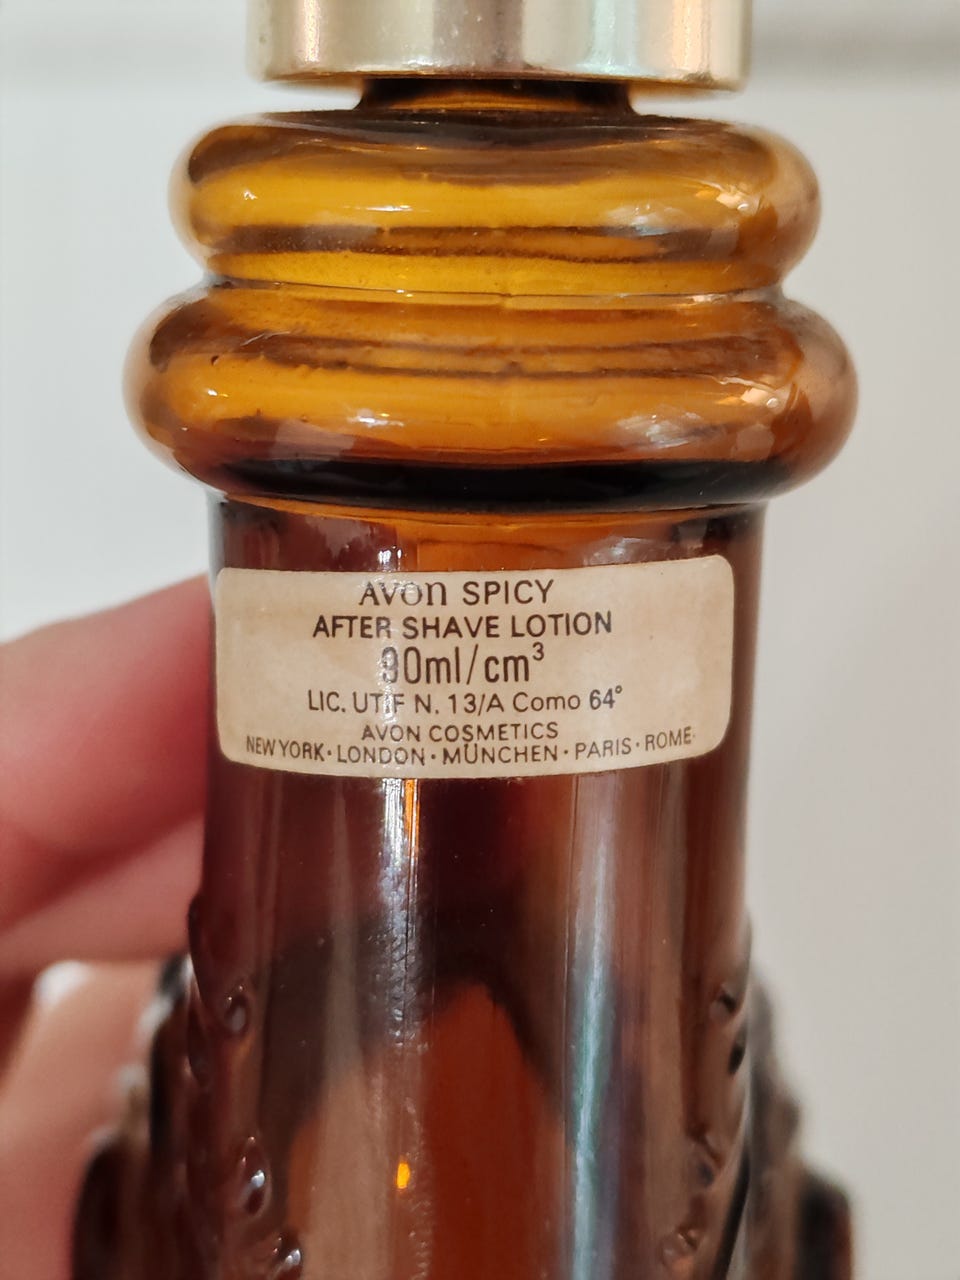 Avon SPICY
AFTER SHAVE LOTION
90ml/cm³
LIC. UTIF N. 13/A Como 64°
AVON COSMETICS
NEW YORK · LONDON · MÜNCHEN · PARIS · ROME